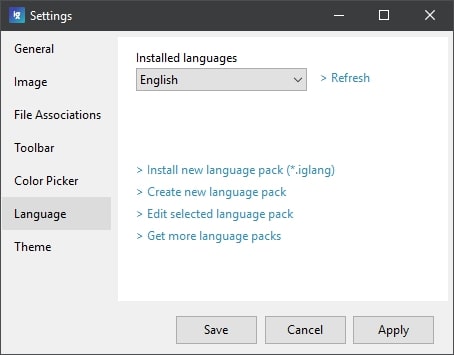 Settings
General
Image
File Associations
Toolbar
Color Picker
Language
Theme
Installed languages
English
> Refresh
> Install new language pack (*.iglang)
> Create new language pack
> Edit selected language pack
> Get more language packs
Save
Cancel
Apply